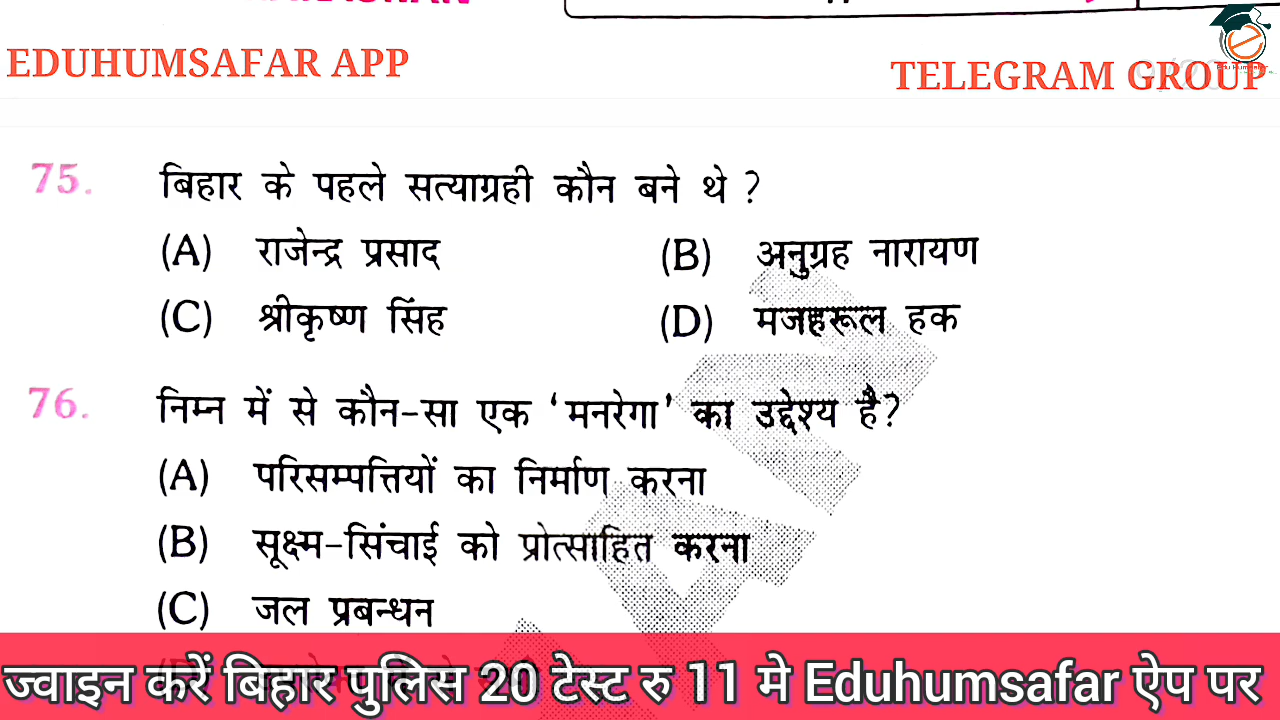 EDUHUMSAFAR APP
TELEGRAM GROUP
75. बिहार के पहले सत्याग्रही कौन बने थे ?
(A) राजेन्द्र प्रसाद (B) अनुग्रह नारायण
(C) श्रीकृष्ण सिंह (D) मजहरूल हक
76. निम्न में से कौन-सा एक ‘मनरेगा’ का उद्देश्य है?
(A) परिसम्पत्तियों का निर्माण करना
(B) सूक्ष्म-सिंचाई को प्रोत्साहित करना
(C) जल प्रबन्धन
(D)
ज्वाइन करें बिहार पुलिस 20 टेस्ट रु 11 मे Eduhumsafar ऐप पर